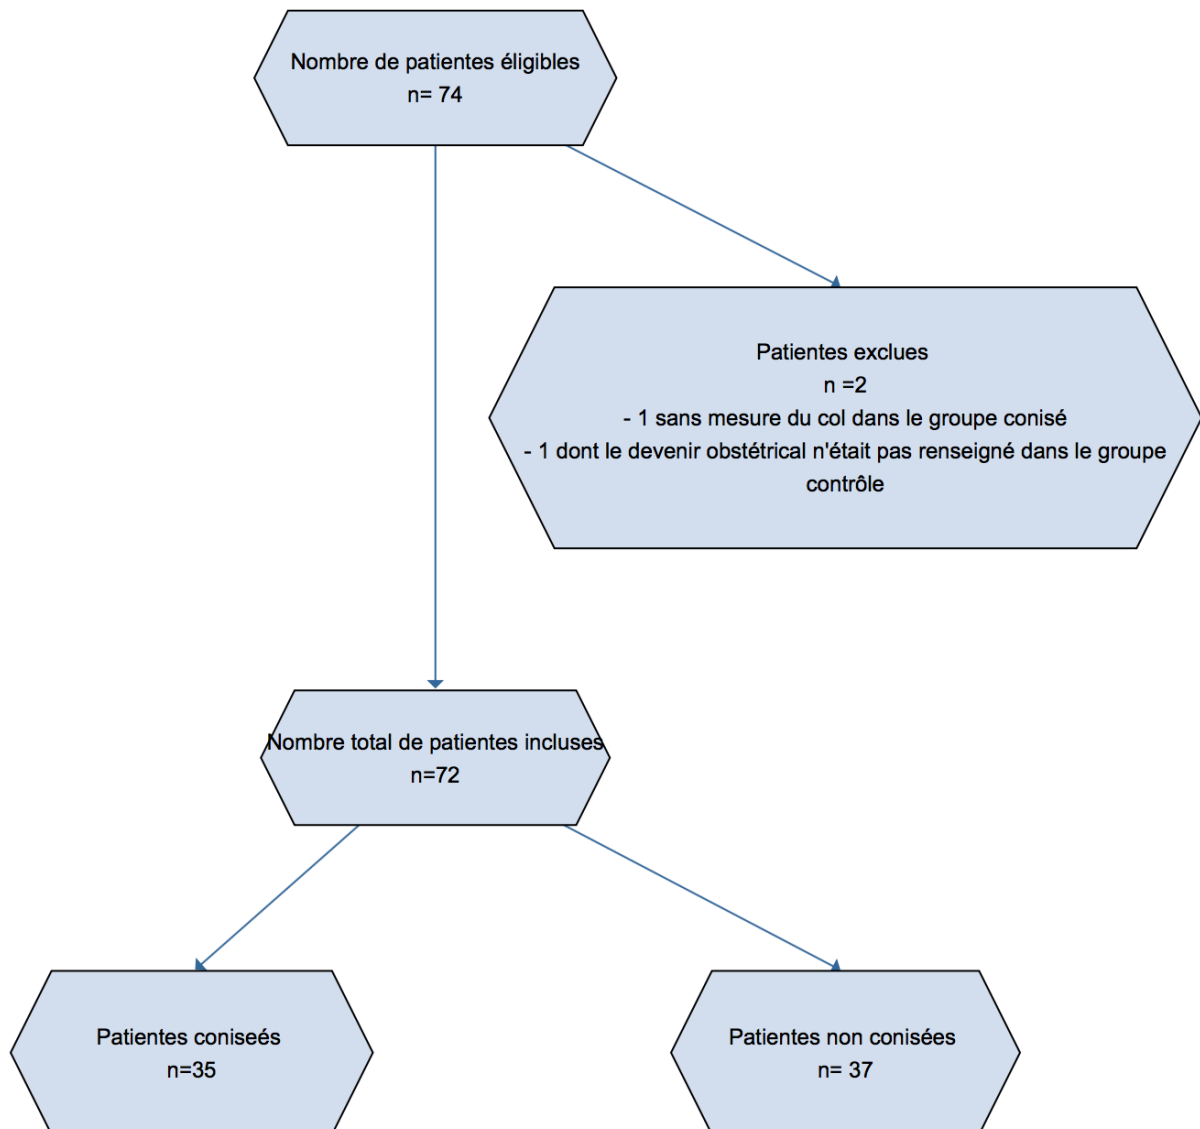 Nombre de patientes éligibles
n= 74
Patientes exclues
n =2
- 1 sans mesure du col dans le groupe conisé
- 1 dont le devenir obstétrical n'était pas renseigné dans le groupe
contrôle
Nombre total de patientes incluses
n=72
Patientes coniseés
n=35
Patientes non conisées
n= 37